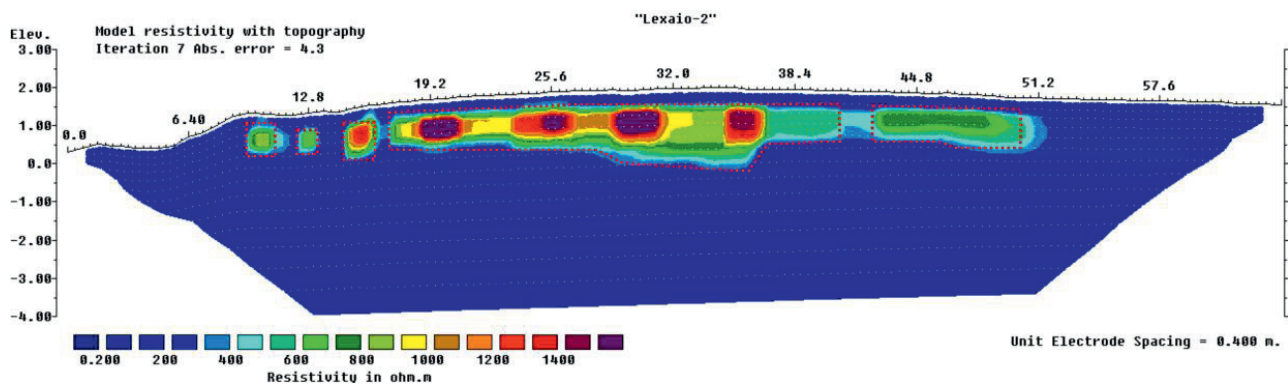 "Lexaio-2"
Elev.
Model resistivity with topography
Iteration 7 Abs. error = 4.3
3.00
2.00
1.00
0.0
-1.00
-2.00
-3.00
-4.00
0.0
6.40
12.8
19.2
25.6
32.0
38.4
44.8
51.2
57.6
0.200 200 400 600 800 1000 1200 1400
Resistivity in ohm.m
Unit Electrode Spacing = 0.400 m.